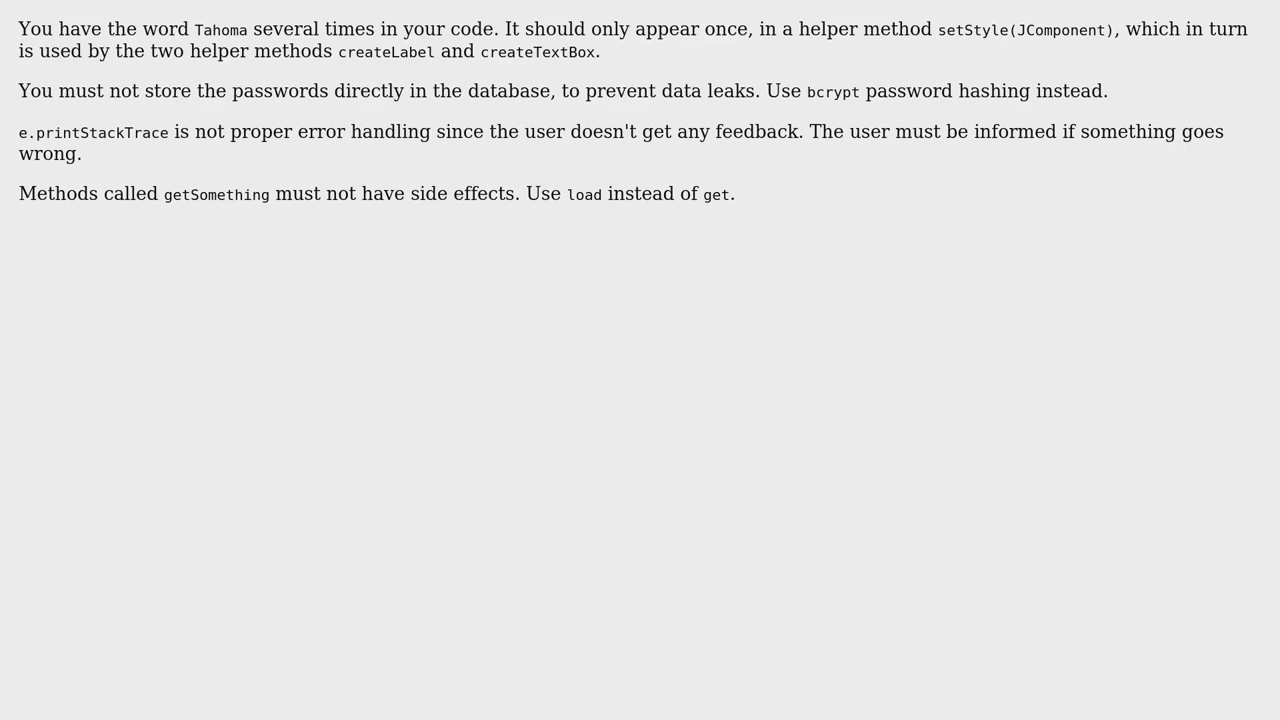 You have the word Tahoma several times in your code. It should only appear once, in a helper method setStyle(JComponent), which in turn
is used by the two helper methods createLabel and createTextBox.
You must not store the passwords directly in the database, to prevent data leaks. Use bcrypt password hashing instead.
e.printStackTrace is not proper error handling since the user doesn't get any feedback. The user must be informed if something goes
wrong.
Methods called getSomething must not have side effects. Use load instead of get.